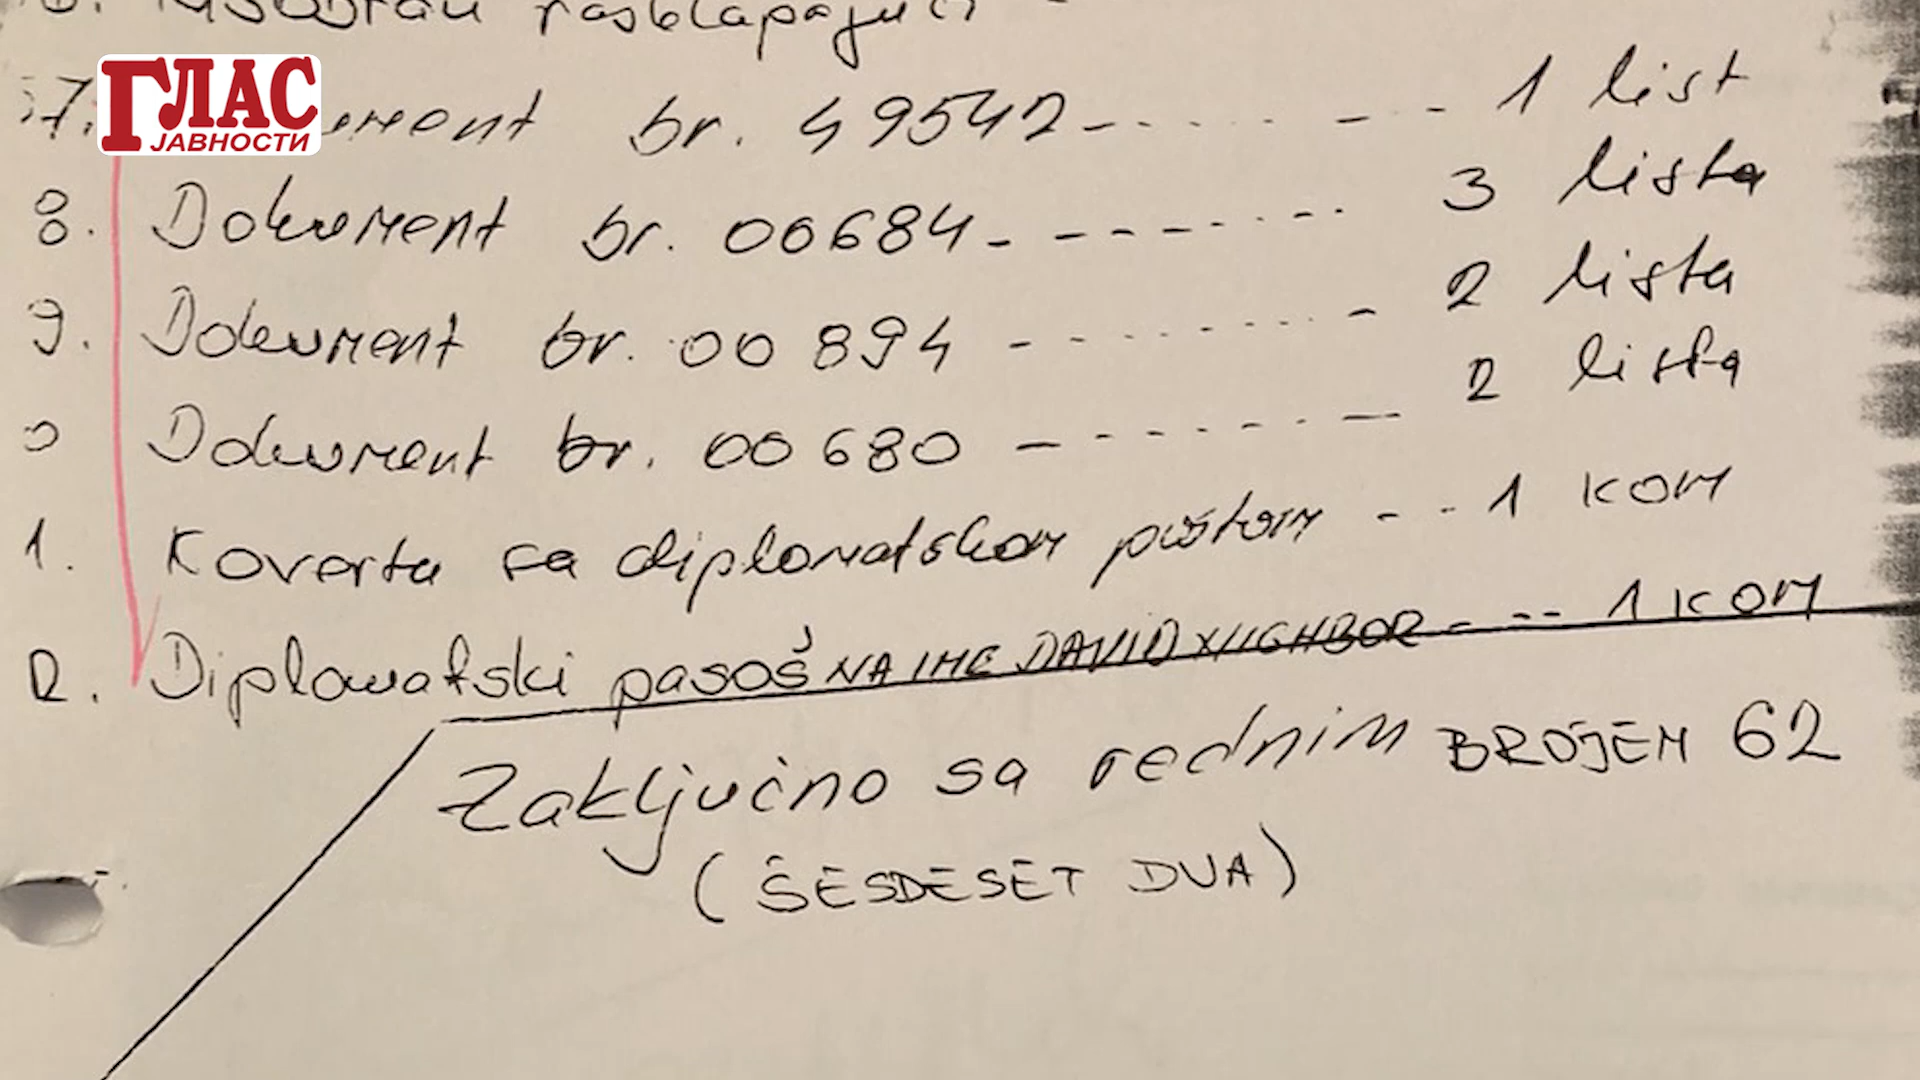 rasklapajući
ГЛАС
ЈАВНОСТИ
7. br. 49542 - - - - - 1 list
8. Dokument br. 00684 - - - - - 3 lista
9. Dokument br. 00894 - - - - - 2 lista
0 Dokument br. 00680 - - - - - 2 lista
1. Koverta sa diplomatskom poštom - - - 1 KOM
2. Diplomatski pasoš NA IME DAVID - - - 1 KOM
Zaključno sa rednim BROJEM 62
(ŠESDESET DVA)